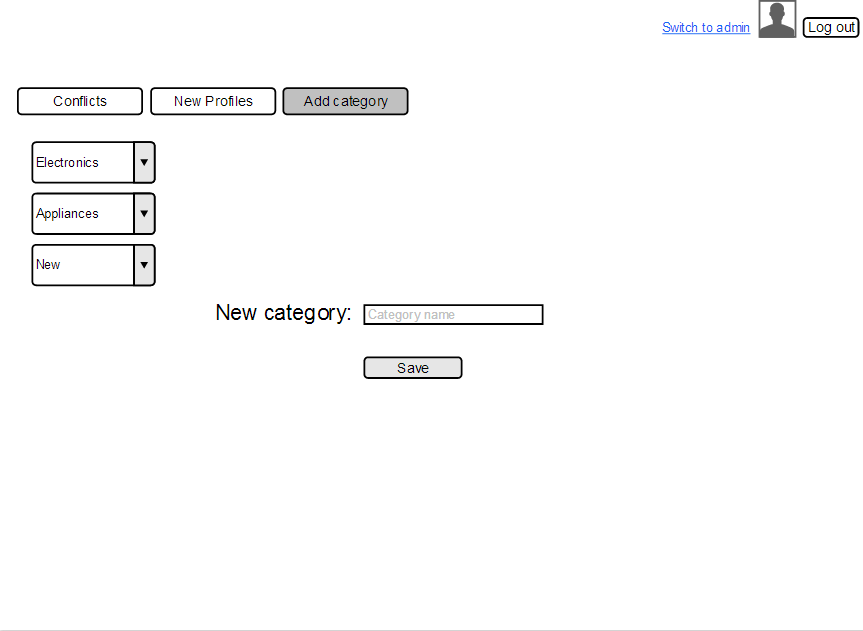 Switch to admin
Log out
Conflicts
New Profiles
Add category
Electronics
Appliances
New
New category:
Category name
Save